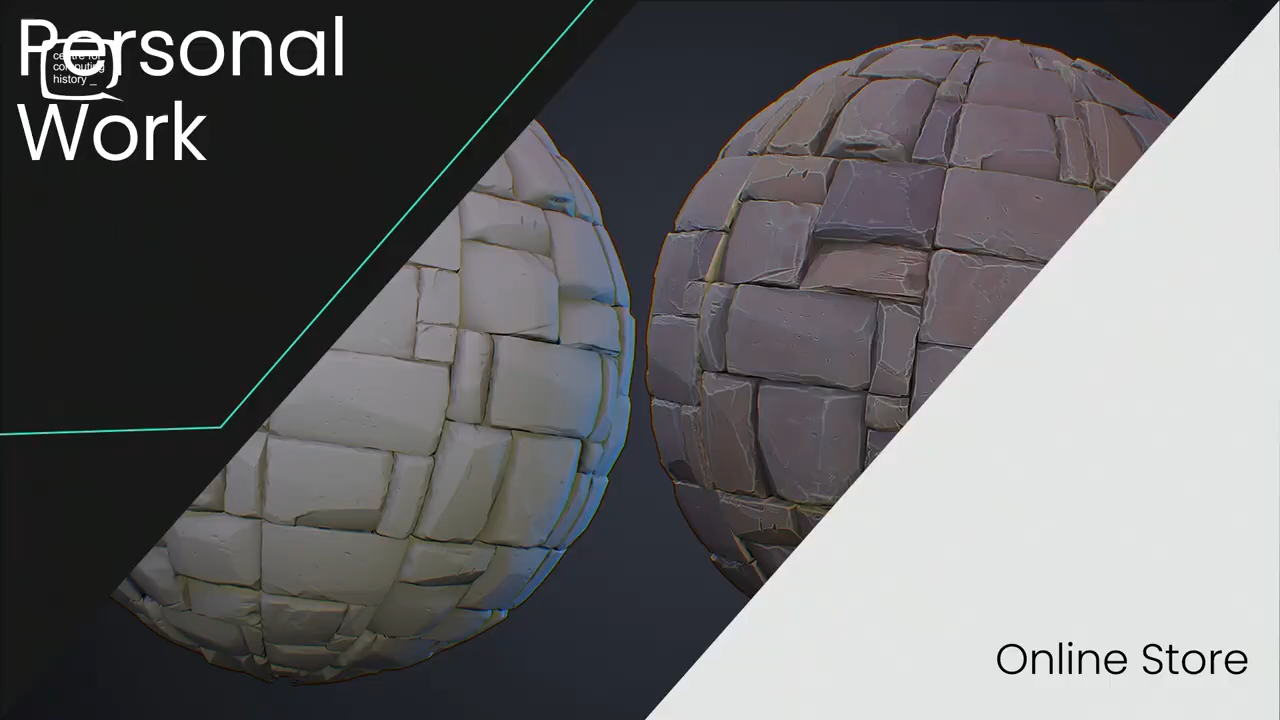 Personal
Work
centre for
computing
history _
Online Store